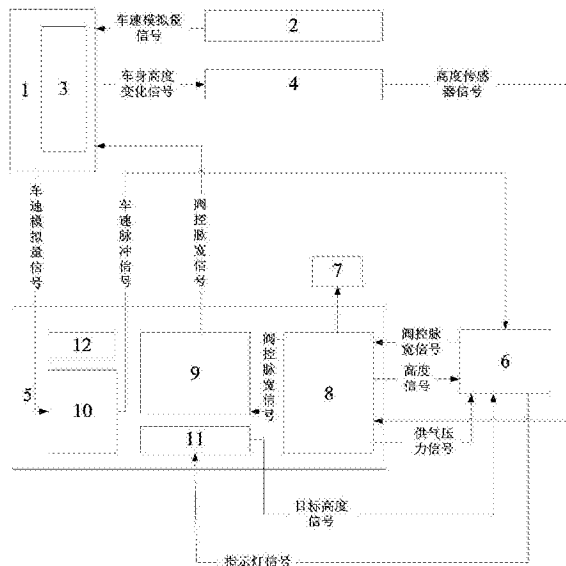 车速模拟量
信号
2
1
3
车身高度
变化信号
4
高度传感
器信号
车速模拟量信号
车速脉冲信号
阀控脉宽信号
7
12
9
阀控脉宽信号
8
阀控脉
宽信号
6
高度
信号
5
10
11
供气压
力信号
目标高度
信号
指示灯信号